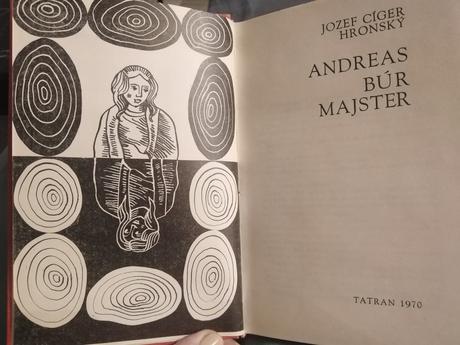 JOZEF CÍGER
HRONSKÝ
ANDREAS
BÚR
MAJSTER
TATRAN 1970